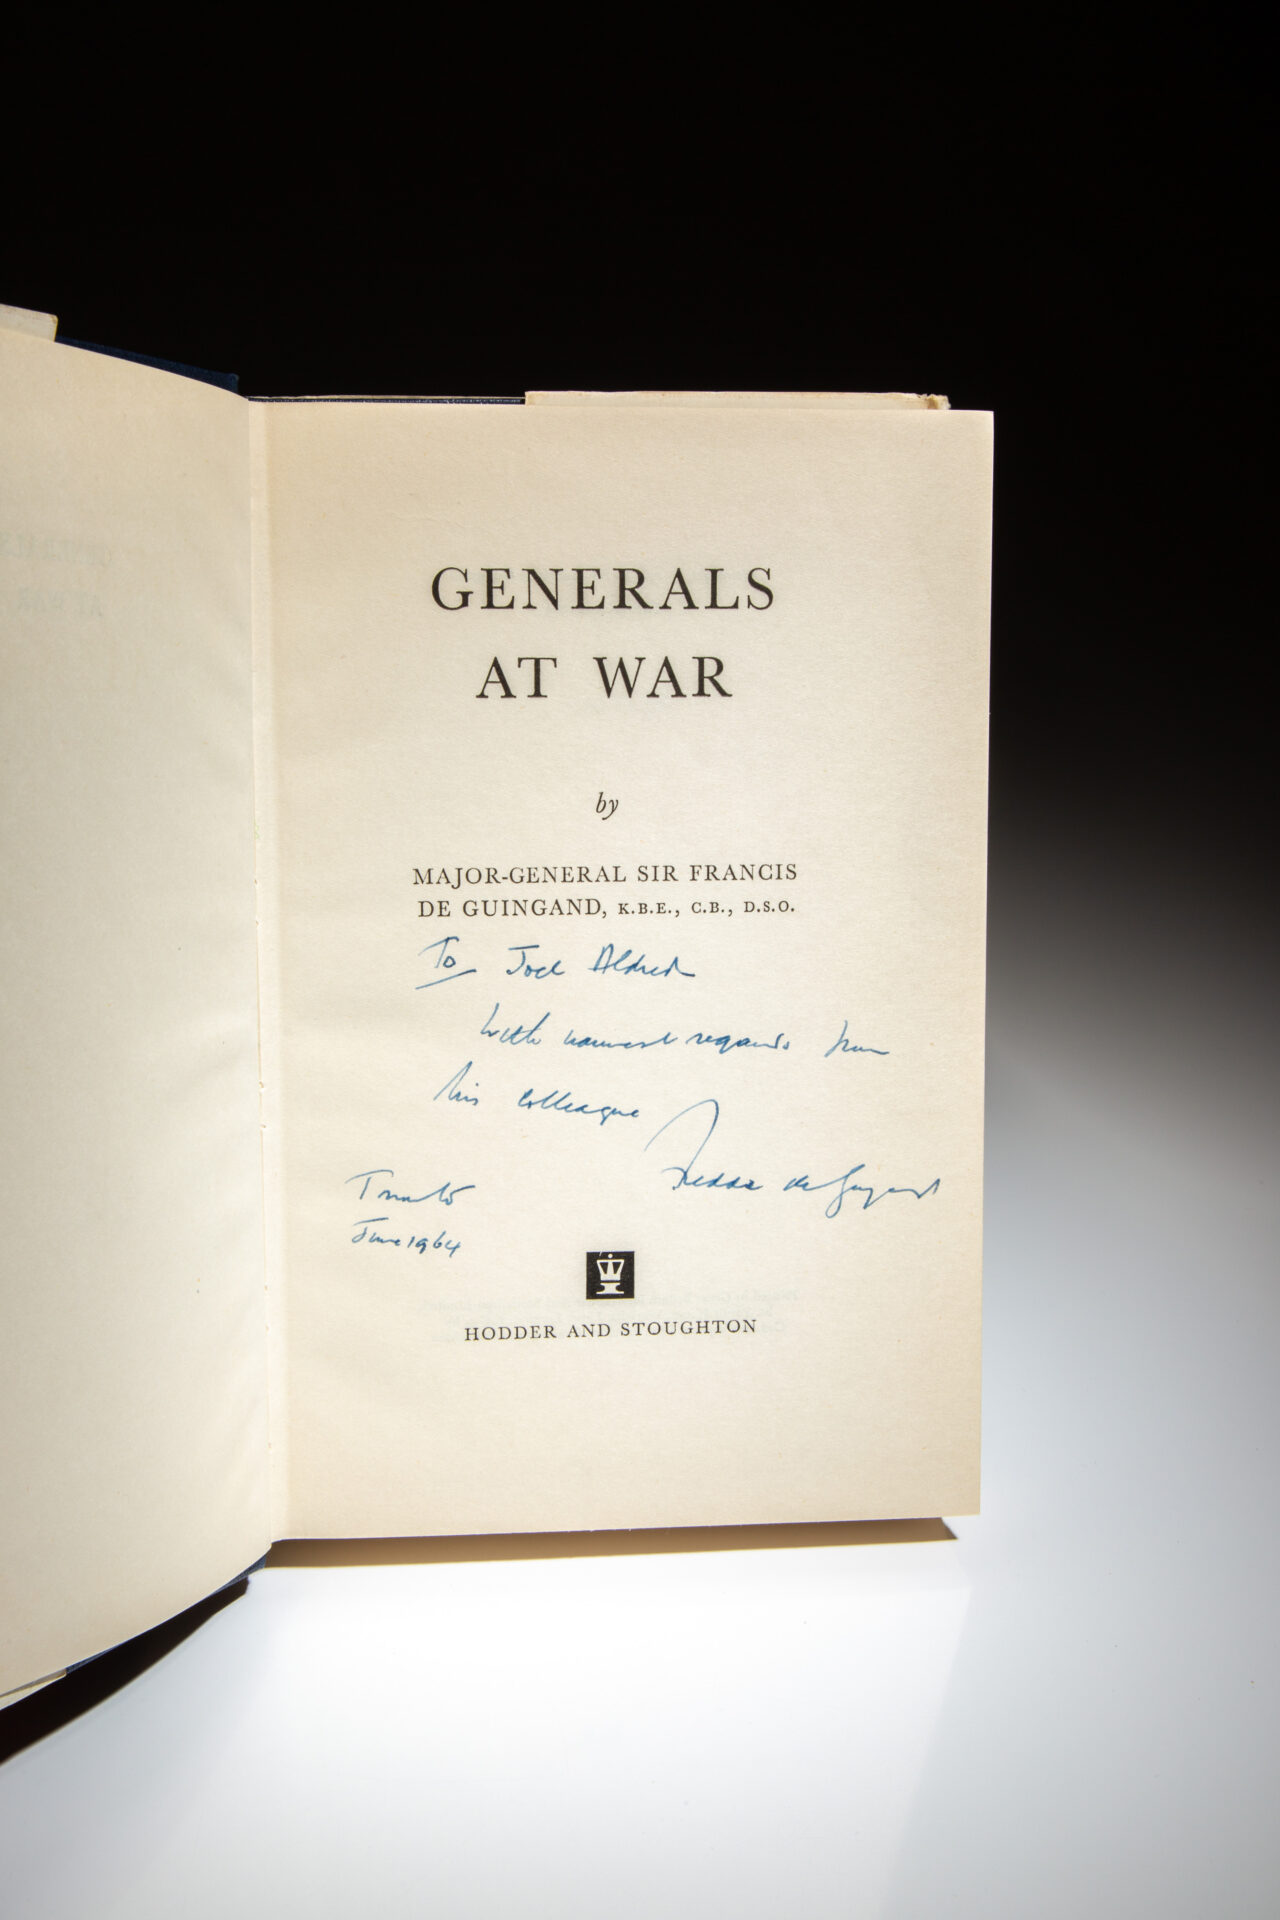 GENERALS
AT WAR
by
MAJOR-GENERAL SIR FRANCIS
DE GUINGAND, K.B.E., C.B., D.S.O.
To Joel Aldred
With warmest regards from
his colleague
Freddie de Guingand
Toronto
June 1964
HODDER AND STOUGHTON